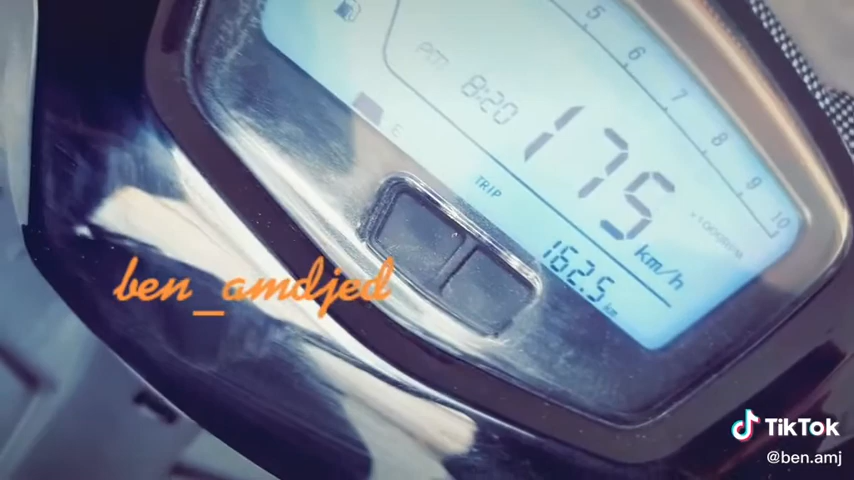 5 6 7 8 9 10
x1000RPM
PM 8:20
175 km/h
E
TRIP
162.5 km
ben_amdjed
TikTok
@ben.amj